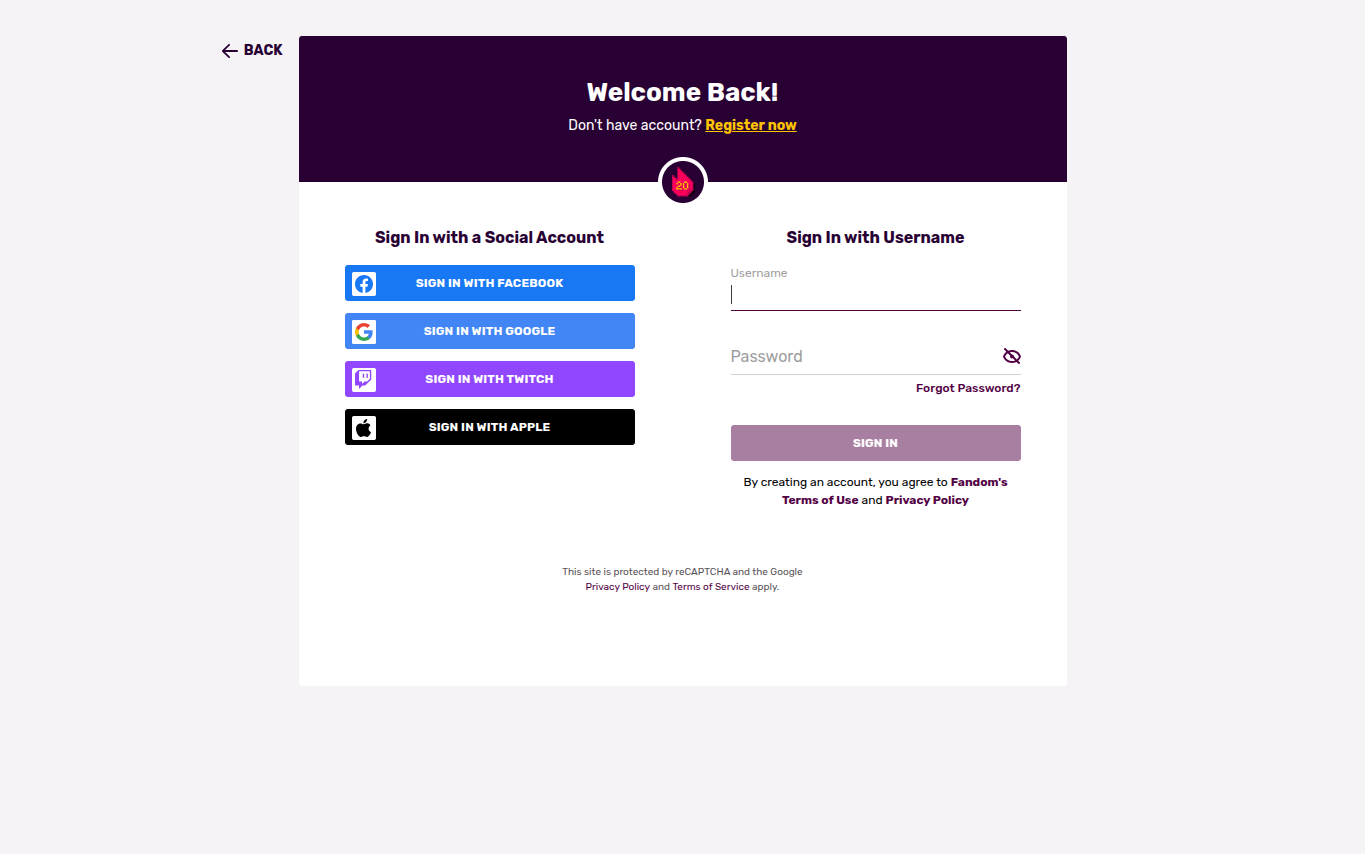 BACK
Welcome Back!
Don't have account? Register now
20
Sign In with a Social Account
SIGN IN WITH FACEBOOK
SIGN IN WITH GOOGLE
SIGN IN WITH TWITCH
SIGN IN WITH APPLE
Sign In with Username
Username
Password
Forgot Password?
SIGN IN
By creating an account, you agree to Fandom's
Terms of Use and Privacy Policy
This site is protected by reCAPTCHA and the Google
Privacy Policy and Terms of Service apply.